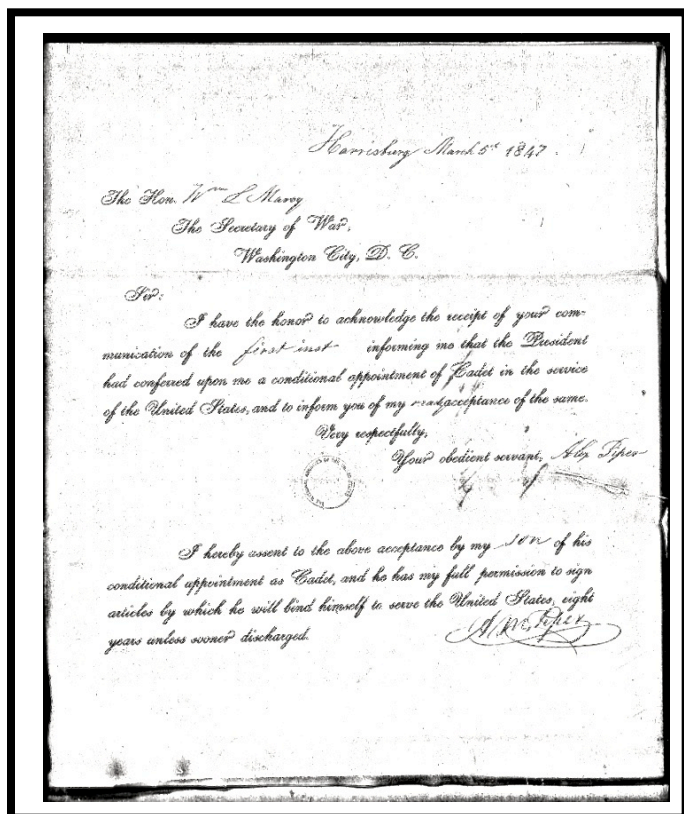 Harrisburg March 5th 1847.
The Hon. Wm L Marcy
The Secretary of War,
Washington City, D. C.
Sir:
I have the honor to acknowledge the receipt of your com-
munication of the first inst informing me that the President
had conferred upon me a conditional appointment of Cadet in the service
of the United States, and to inform you of my acceptance of the same.
Very respectfully,
Your obedient servant, Alex Piper
I hereby assent to the above acceptance by my son of his
conditional appointment as Cadet, and he has my full permission to sign
articles by which he will bind himself to serve the United States, eight
years unless sooner discharged.
A. M. Piper